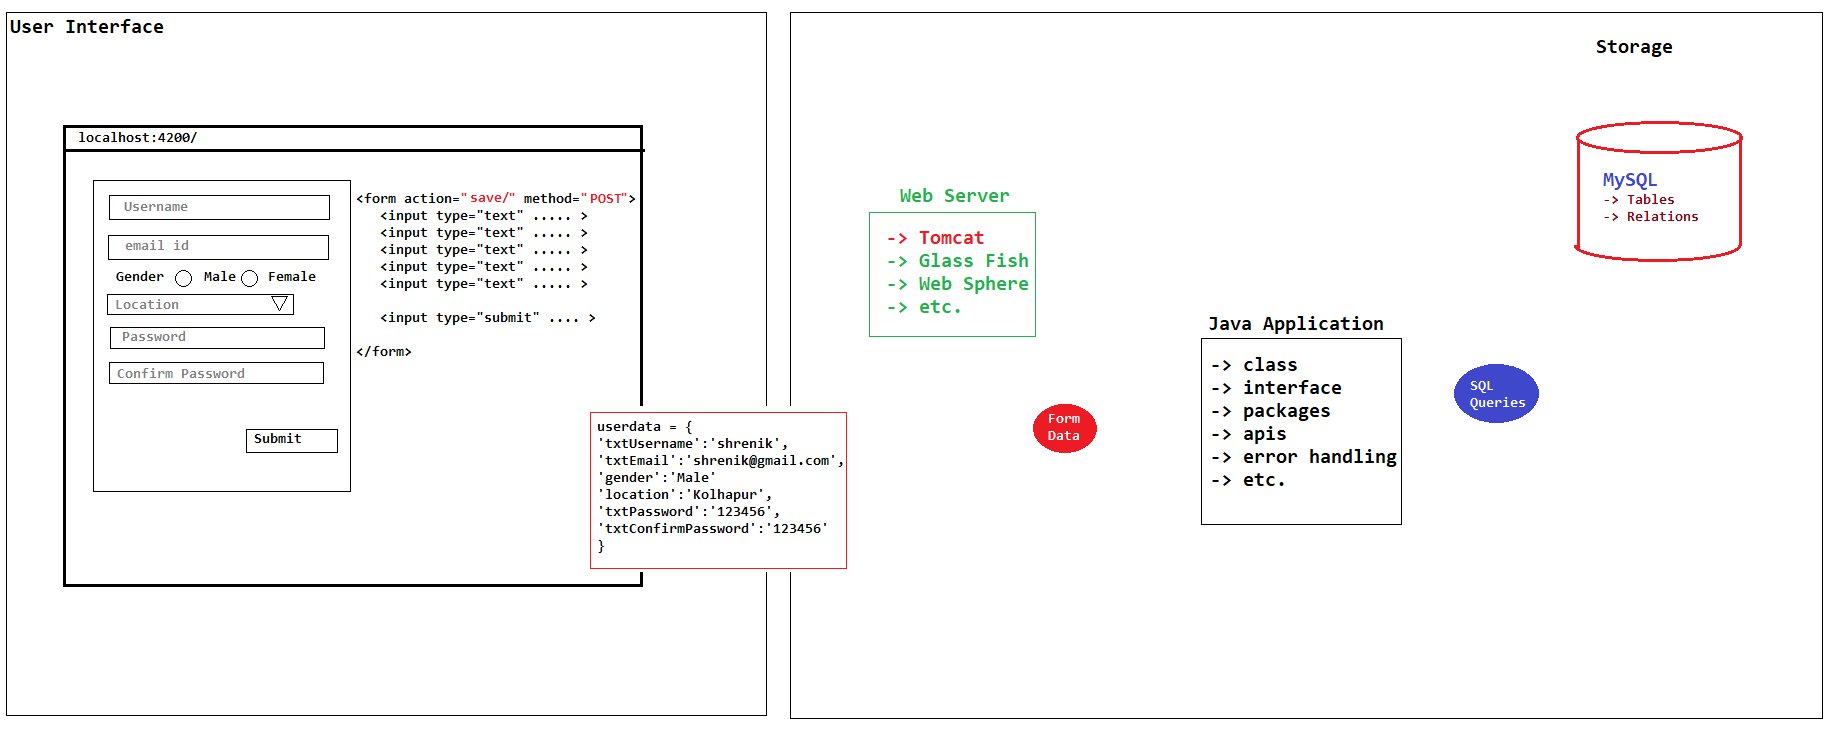 User Interface
localhost:4200/
Username
email id
Gender Male Female
Location
Password
Confirm Password
Submit
<form action="save/" method="POST">
<input type="text" ..... >
<input type="text" ..... >
<input type="text" ..... >
<input type="text" ..... >
<input type="text" ..... >
<input type="submit" .... >
</form>
userdata = {
'txtUsername':'shrenik',
'txtEmail':'shrenik@gmail.com',
'gender':'Male'
'location':'Kolhapur',
'txtPassword':'123456',
'txtConfirmPassword':'123456'
}
Web Server
-> Tomcat
-> Glass Fish
-> Web Sphere
-> etc.
Form
Data
Java Application
-> class
-> interface
-> packages
-> apis
-> error handling
-> etc.
SQL
Queries
Storage
MySQL
-> Tables
-> Relations